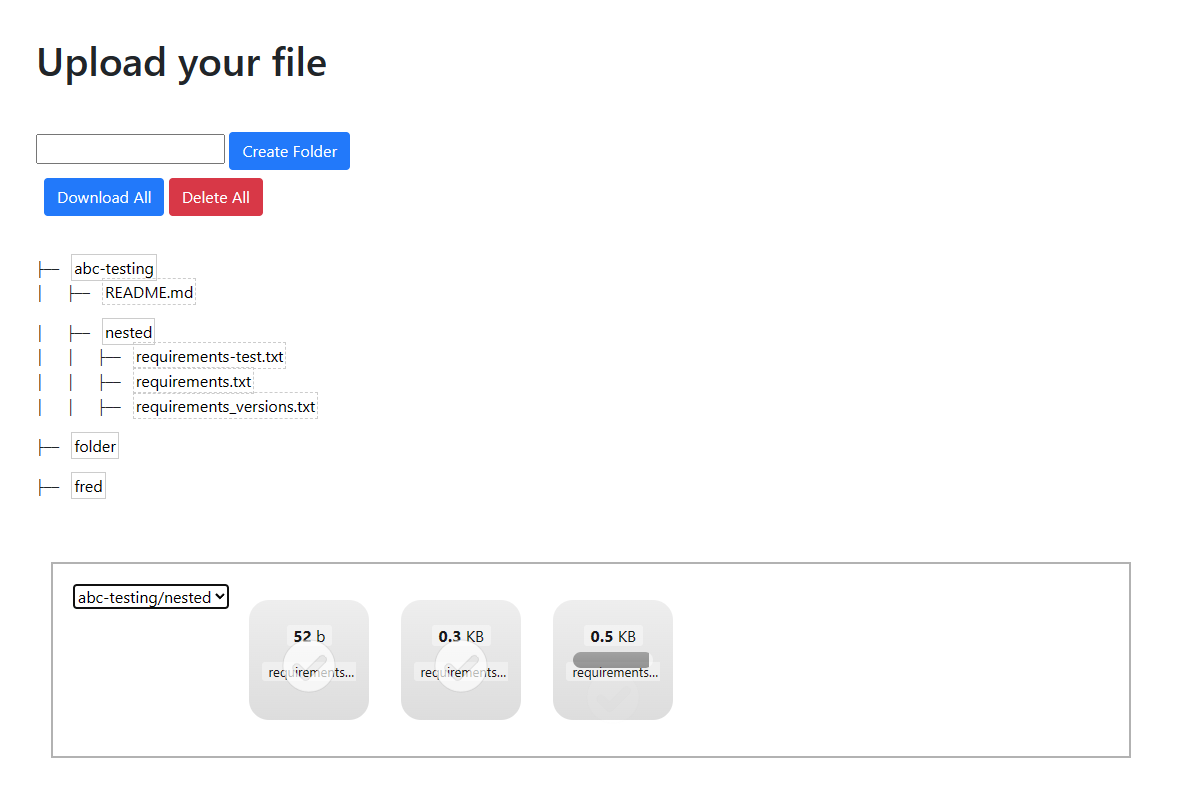 Upload your file
Create Folder
Download All Delete All
├── abc-testing
│ ├── README.md
│ ├── nested
│ │ ├── requirements-test.txt
│ │ ├── requirements.txt
│ │ ├── requirements_versions.txt
├── folder
├── fred
abc-testing/nested
52 b
requirements...
0.3 KB
requirements...
0.5 KB
requirements...